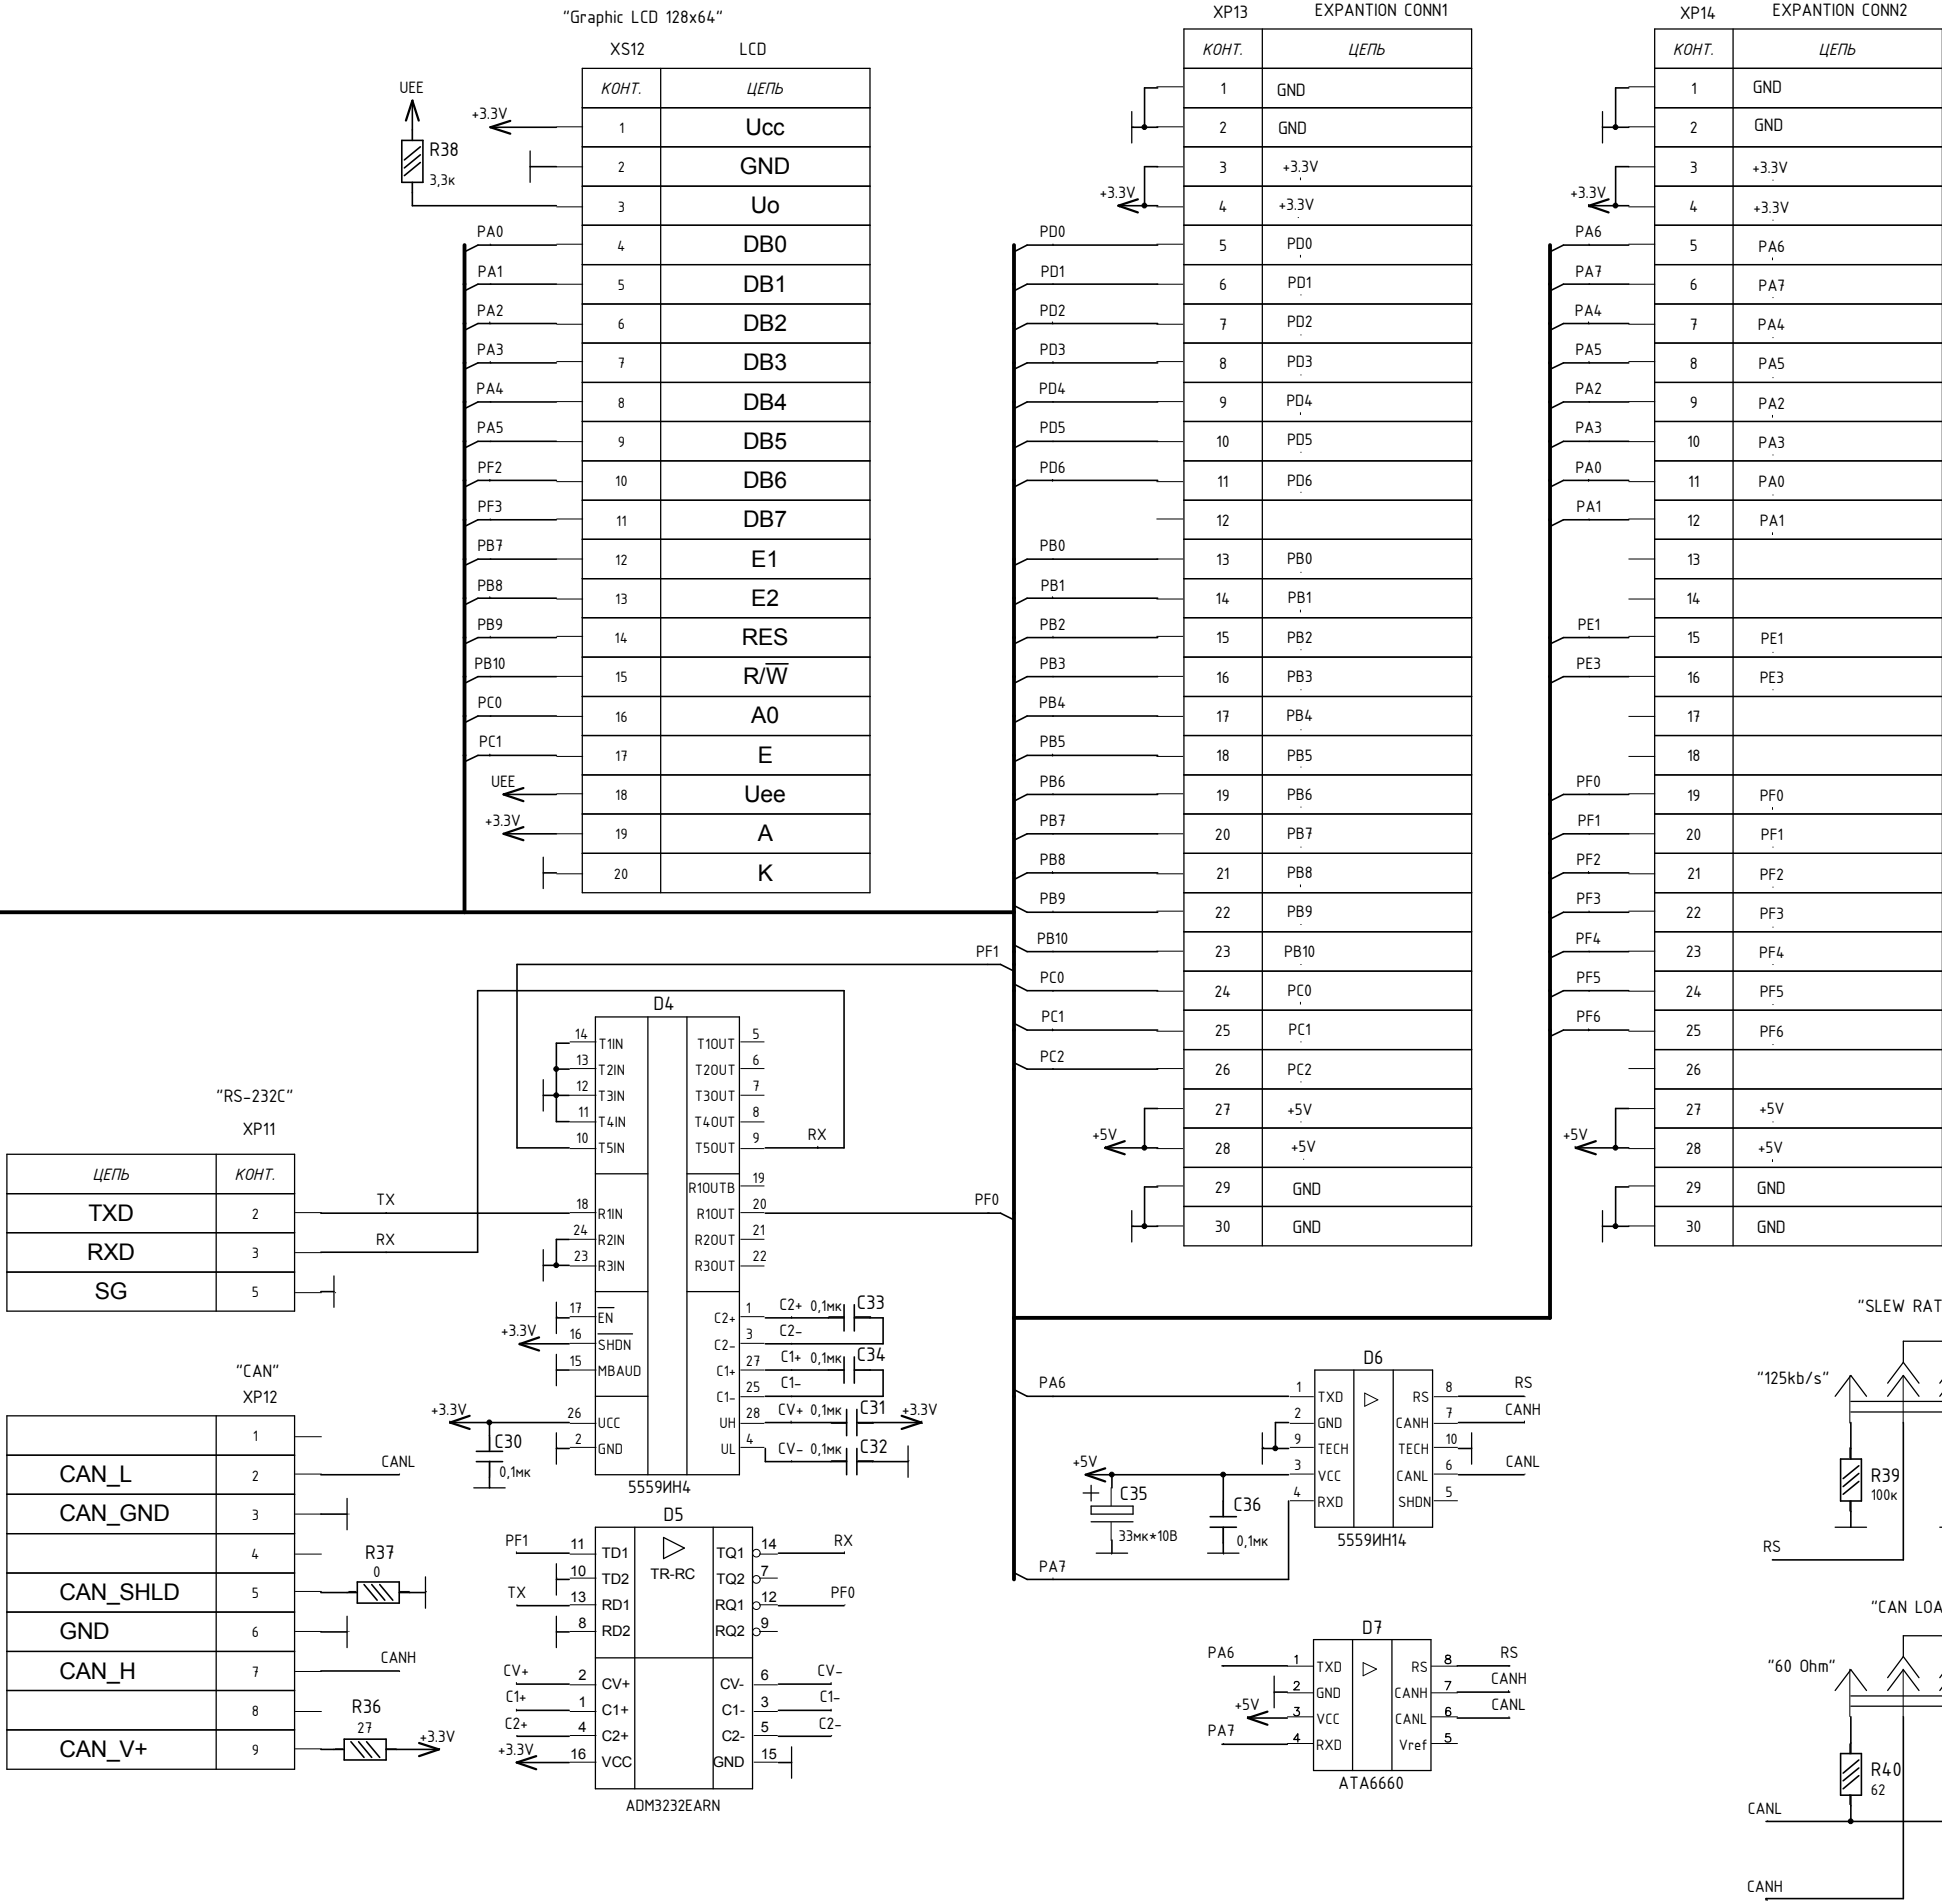 "Graphic LCD 128x64"
XS12 LCD
КОНТ. ЦЕПЬ
1 Ucc
2 GND
3 Uo
4 DB0
5 DB1
6 DB2
7 DB3
8 DB4
9 DB5
10 DB6
11 DB7
12 E1
13 E2
14 RES
15 R/W̅
16 A0
17 E
18 Uee
19 A
20 K
UEE
+3.3V
R38
3,3к
PA0
PA1
PA2
PA3
PA4
PA5
PF2
PF3
PB7
PB8
PB9
PB10
PC0
PC1
UEE
+3.3V
XP13 EXPANTION CONN1
КОНТ. ЦЕПЬ
1 GND
2 GND
3 +3.3V
+3.3V 4 +3.3V
PD0 5 PD0
PD1 6 PD1
PD2 7 PD2
PD3 8 PD3
PD4 9 PD4
PD5 10 PD5
PD6 11 PD6
12
PB0 13 PB0
PB1 14 PB1
PB2 15 PB2
PB3 16 PB3
PB4 17 PB4
PB5 18 PB5
PB6 19 PB6
PB7 20 PB7
PB8 21 PB8
PB9 22 PB9
PB10 23 PB10
PC0 24 PC0
PC1 25 PC1
PC2 26 PC2
27 +5V
+5V 28 +5V
29 GND
30 GND
XP14 EXPANTION CONN2
КОНТ. ЦЕПЬ
1 GND
2 GND
3 +3.3V
+3.3V 4 +3.3V
PA6 5 PA6
PA7 6 PA7
PA4 7 PA4
PA5 8 PA5
PA2 9 PA2
PA3 10 PA3
PA0 11 PA0
PA1 12 PA1
13
14
PE1 15 PE1
PE3 16 PE3
17
18
PF0 19 PF0
PF1 20 PF1
PF2 21 PF2
PF3 22 PF3
PF4 23 PF4
PF5 24 PF5
PF6 25 PF6
26
27 +5V
+5V 28 +5V
29 GND
30 GND
"RS-232C"
XP11
ЦЕПЬ КОНТ.
TXD 2 TX
RXD 3 RX
SG 5
"CAN"
XP12
1
CAN_L 2 CANL
CAN_GND 3
4
CAN_SHLD 5
R37
0
GND 6
CAN_H 7 CANH
8
CAN_V+ 9
R36
27
+3.3V
PF1
D4
14 T1IN T1OUT 5
13 T2IN T2OUT 6
12 T3IN T3OUT 7
11 T4IN T4OUT 8
10 T5IN T5OUT 9 RX
R1OUTB 19
18 R1IN R1OUT 20 PF0
24 R2IN R2OUT 21
23 R3IN R3OUT 22
17 E̅N̅ C2+ 1 C2+ 0,1мк C33
+3.3V 16 S̅H̅D̅N̅ C2- 3 C2-
15 MBAUD C1+ 27 C1+ 0,1мк C34
C1- 25 C1-
+3.3V 26 UCC UH 28 CV+ 0,1мк C31 +3.3V
2 GND UL 4 CV- 0,1мк C32
C30
0,1мк
5559ИН4
D5
TR-RC
PF1 11 TD1 TQ1 14 RX
10 TD2 TQ2 7
TX 13 RD1 RQ1 12 PF0
8 RD2 RQ2 9
CV+ 2 CV+ CV- 6 CV-
C1+ 1 C1+ C1- 3 C1-
C2+ 4 C2+ C2- 5 C2-
+3.3V 16 VCC GND 15
ADM3232EARN
D6
PA6 1 TXD RS 8 RS
2 GND CANH 7 CANH
9 TECH TECH 10
+5V 3 VCC CANL 6 CANL
4 RXD SHDN 5
5559ИН14
C35
33мк*10В
C36
0,1мк
PA7
D7
PA6 1 TXD RS 8 RS
2 GND CANH 7 CANH
+5V 3 VCC CANL 6 CANL
PA7 4 RXD Vref 5
ATA6660
"SLEW RAT
"125kb/s"
R39
100к
RS
"CAN LOA
"60 Ohm"
R40
62
CANL
CANH